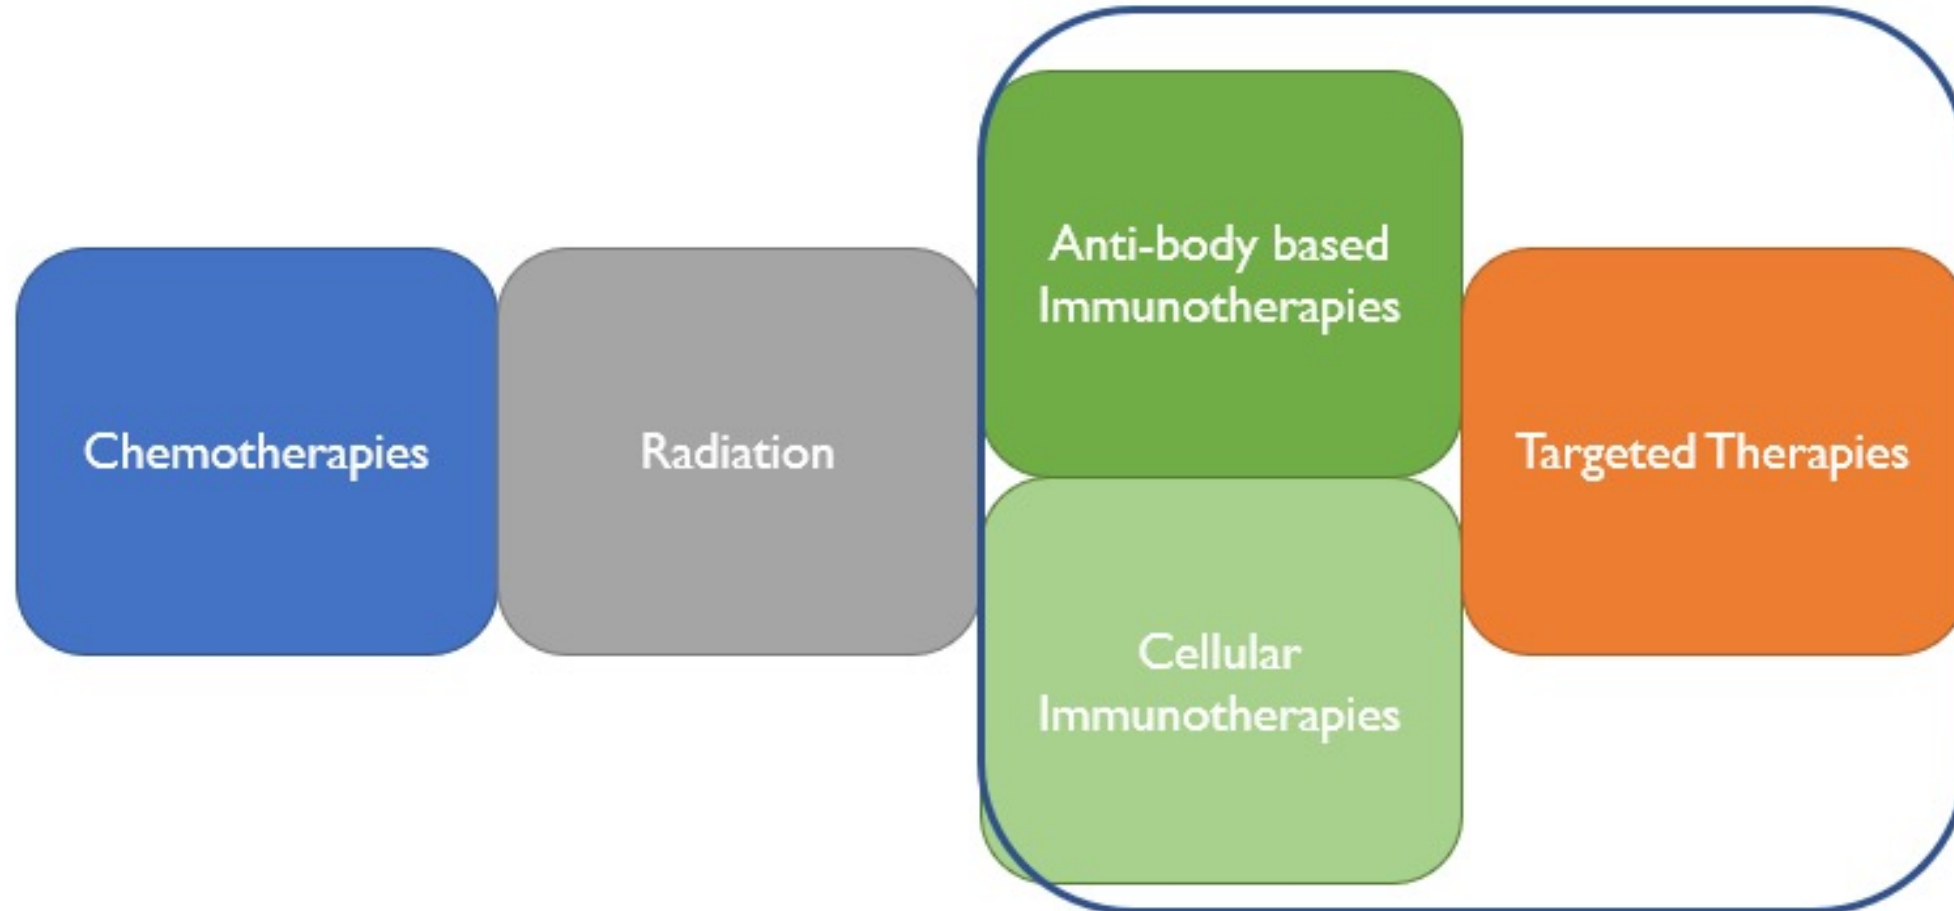 Chemotherapies
Radiation
Anti-body based
Immunotherapies
Cellular
Immunotherapies
Targeted Therapies